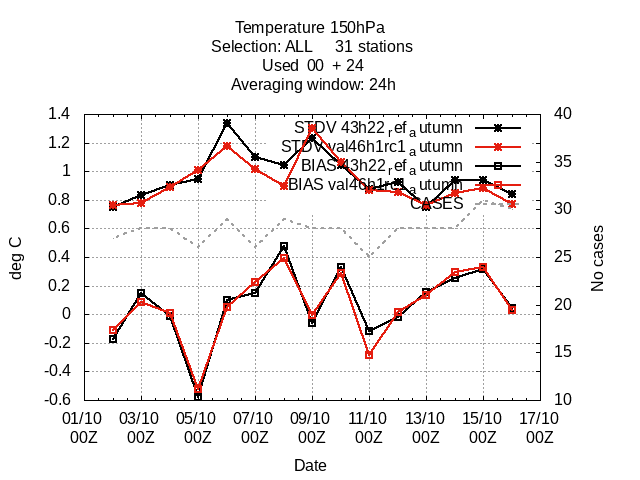 Temperature 150hPa
Selection: ALL 31 stations
Used 00 + 24
Averaging window: 24h
STDV 43h22_ref_autumn
STDV val46h1rc1_autumn
BIAS 43h22_ref_autumn
BIAS val46h1rc1_autumn
CASES
1.4
1.2
1
0.8
0.6
0.4
0.2
0
-0.2
-0.4
-0.6
deg C
40
35
30
25
20
15
10
No cases
01/10 03/10 05/10 07/10 09/10 11/10 13/10 15/10 17/10
00Z 00Z 00Z 00Z 00Z 00Z 00Z 00Z 00Z
Date